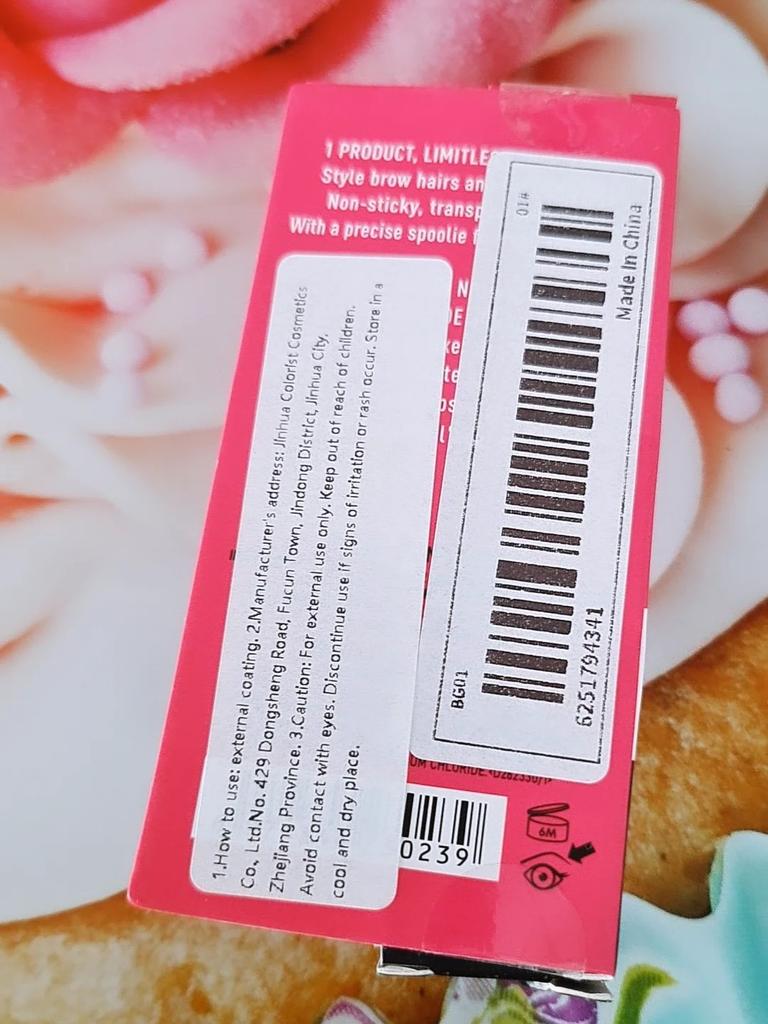 1 PRODUCT, LIMITLE
Style brow hairs an
Non-sticky, transp
With a precise spoolie f
1.How to use: external coating. 2.Manufacturer's address: Jinhua Colorist Cosmetics
Co., Ltd.No. 429 Dongsheng Road, Fucun Town, Jindong District, Jinhua City,
Zhejiang Province. 3.Caution: For external use only. Keep out of reach of children.
Avoid contact with eyes. Discontinue use if signs of irritation or rash occur. Store in a
cool and dry place.
01#
Made In China
BG01
6251794341
UM CHLORIDE.
0239
6M